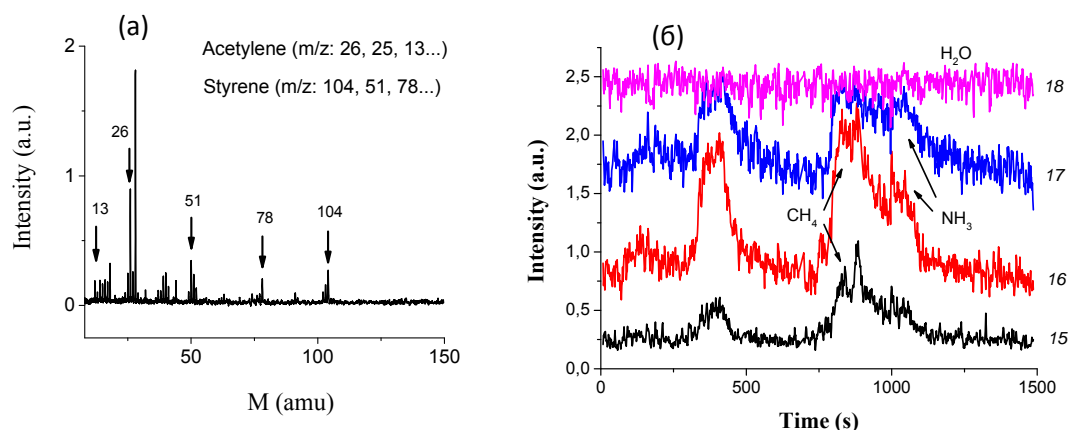 (а)
Acetylene (m/z: 26, 25, 13...)
Styrene (m/z: 104, 51, 78...)
26
13
51
78
104
Intensity (a.u.)
2
1
0
50
100
150
M (amu)
(б)
H₂O
CH₄
NH₃
18
17
16
15
Intensity (a.u.)
2,5
2,0
1,5
1,0
0,5
0,0
0
500
1000
1500
Time (s)